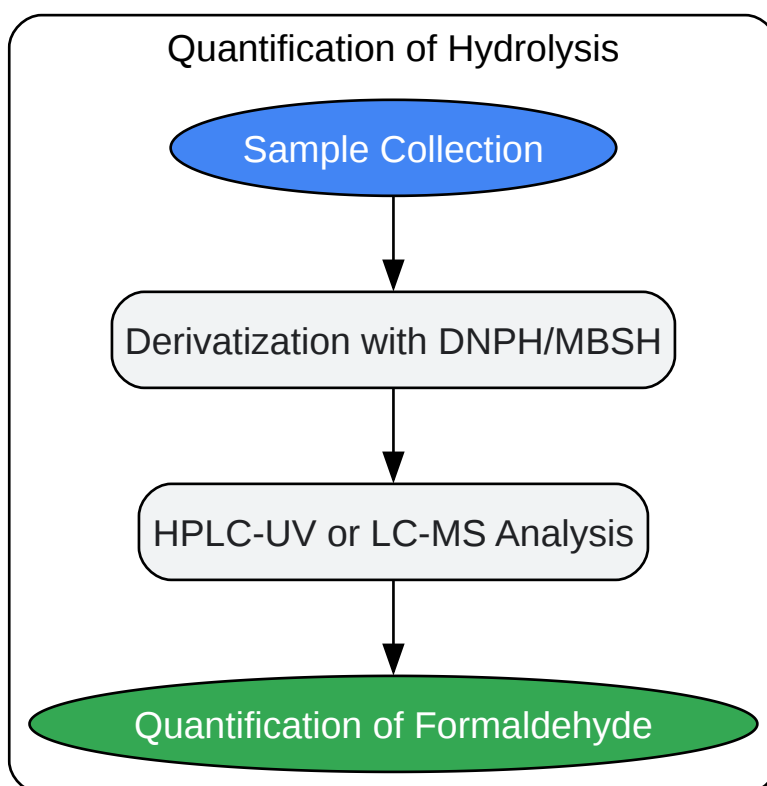 Quantification of Hydrolysis
Sample Collection
Derivatization with DNPH/MBSH
HPLC-UV or LC-MS Analysis
Quantification of Formaldehyde